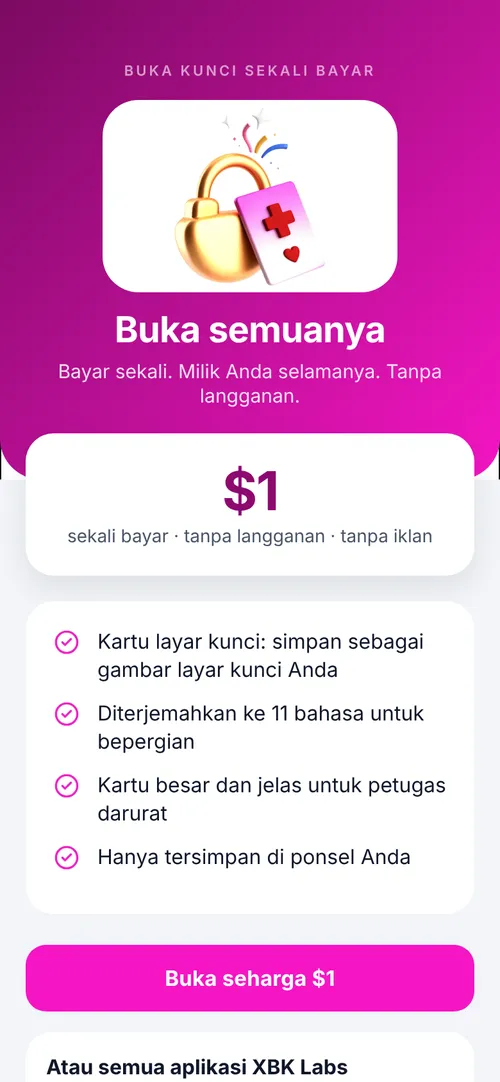 BUKA KUNCI SEKALI BAYAR
Buka semuanya
Bayar sekali. Milik Anda selamanya. Tanpa
langganan.
$1
sekali bayar · tanpa langganan · tanpa iklan
Kartu layar kunci: simpan sebagai
gambar layar kunci Anda
Diterjemahkan ke 11 bahasa untuk
bepergian
Kartu besar dan jelas untuk petugas
darurat
Hanya tersimpan di ponsel Anda
Buka seharga $1
Atau semua aplikasi XBK Labs